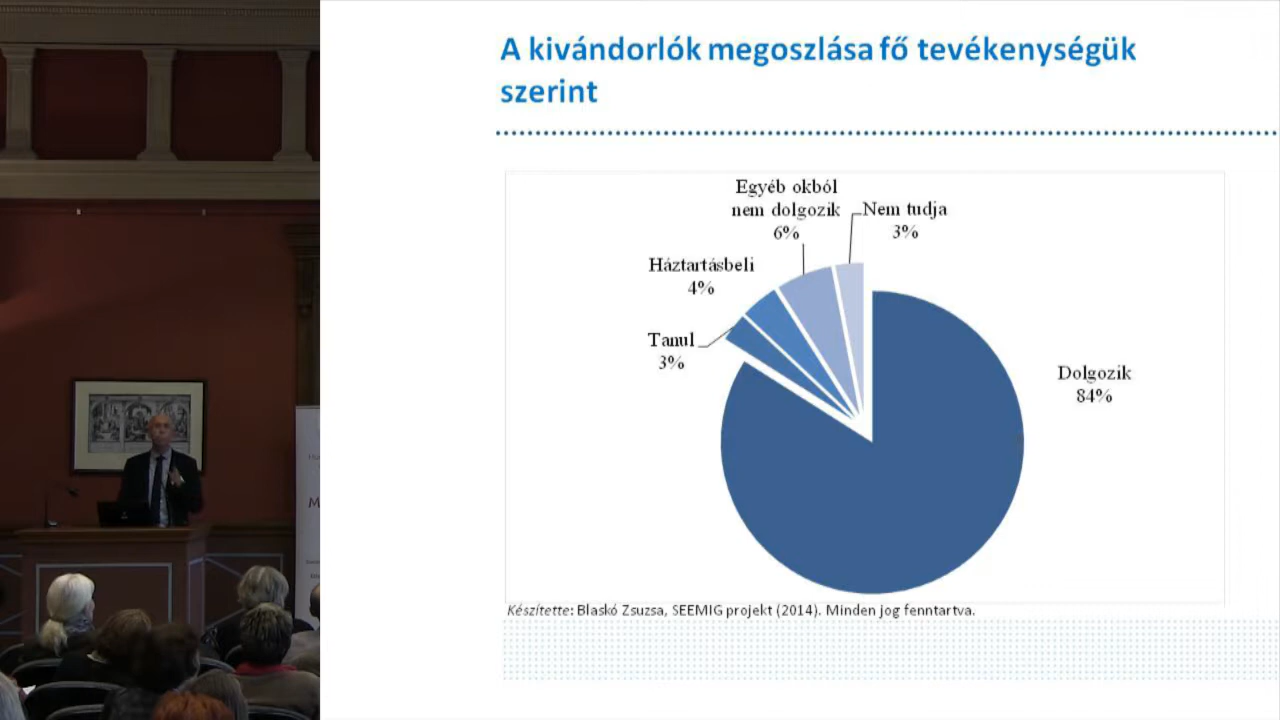 A kivándorlók megoszlása fő tevékenységük
szerint
Egyéb okból
nem dolgozik
6%
Nem tudja
3%
Háztartásbeli
4%
Tanul
3%
Dolgozik
84%
Készítette: Blaskó Zsuzsa, SEEMIG projekt (2014). Minden jog fenntartva.